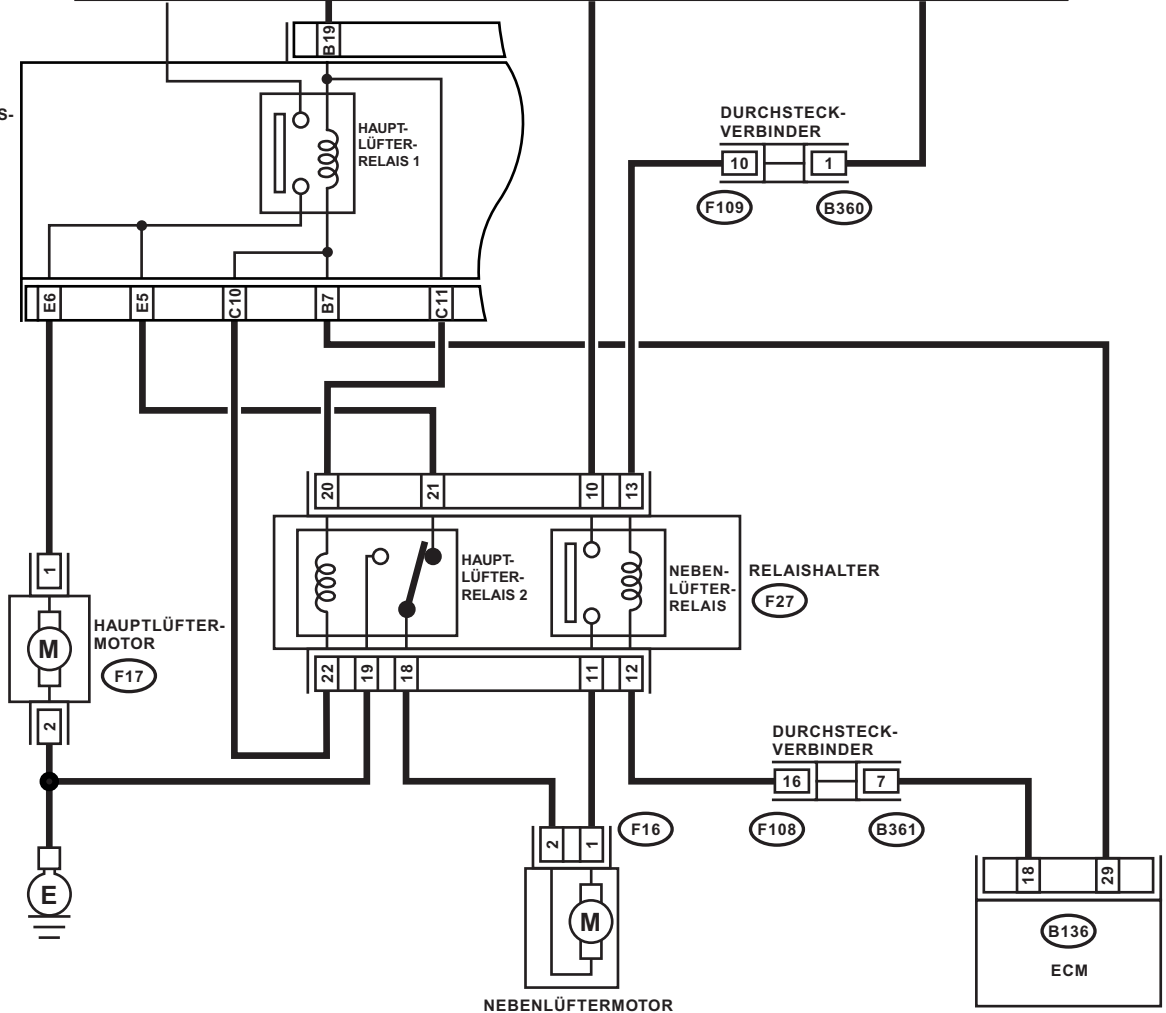 B19
S-
HAUPT-
LÜFTER-
RELAIS 1
DURCHSTECK-
VERBINDER
10
1
F109
B360
E6
E5
C10
B7
C11
20
21
10
13
HAUPT-
LÜFTER-
RELAIS 2
NEBEN-
LÜFTER-
RELAIS
RELAISHALTER
F27
1
M
HAUPTLÜFTER-
MOTOR
F17
2
22
19
18
11
12
DURCHSTECK-
VERBINDER
16
7
F108
B361
F16
2
1
M
NEBENLÜFTERMOTOR
E
18
29
B136
ECM